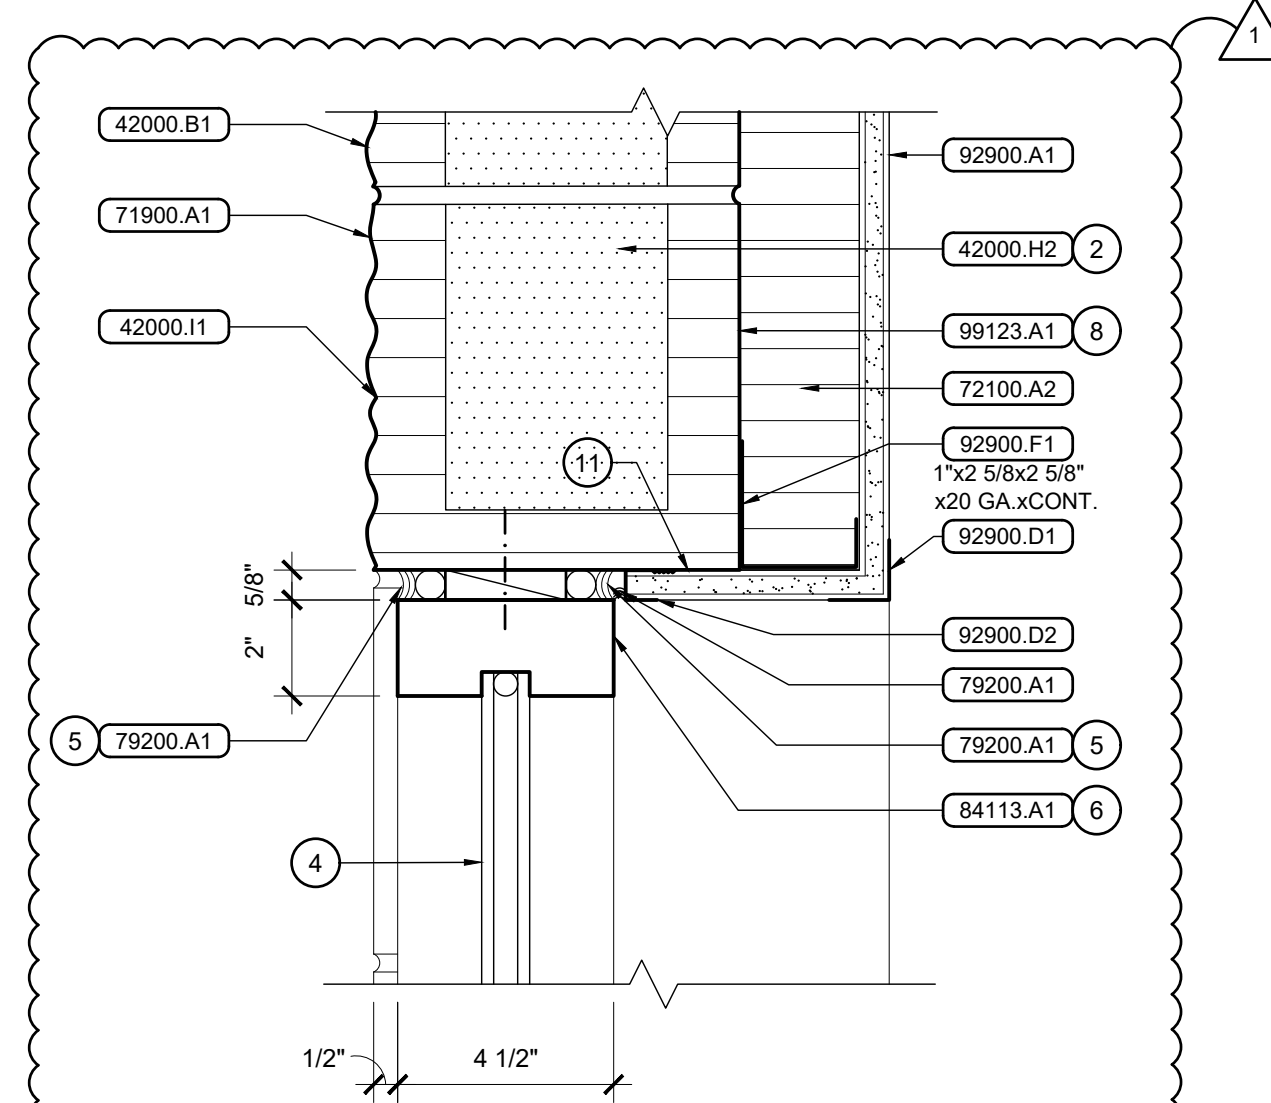 1
42000.B1
92900.A1
71900.A1
42000.H2 2
42000.I1
99123.A1 8
72100.A2
92900.F1
1"x2 5/8x2 5/8"
x20 GA.xCONT.
11
92900.D1
5/8"
2"
92900.D2
79200.A1
5 79200.A1
79200.A1 5
84113.A1 6
4
1/2"
4 1/2"